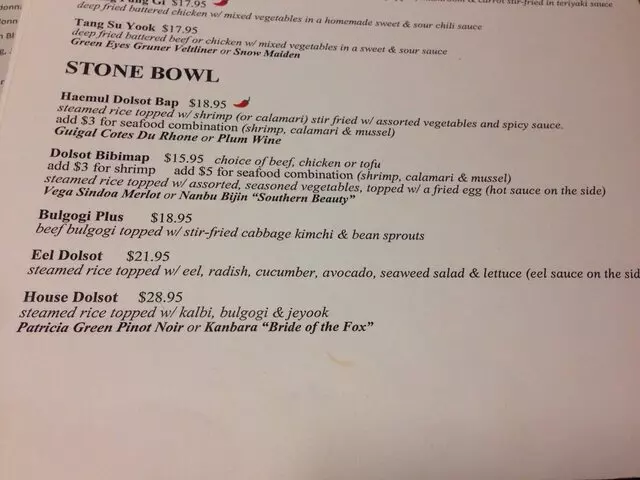 $17.95
stir-fried in teriyaki sauce
deep fried battered chicken w/ mixed vegetables in a homemade sweet & sour chili sauce
Tang Su Yook $17.95
deep fried battered beef or chicken w/ mixed vegetables in a sweet & sour sauce
Green Eyes Gruner Veltliner or Snow Maiden
STONE BOWL
Haemul Dolsot Bap $18.95
steamed rice topped w/ shrimp (or calamari) stir fried w/ assorted vegetables and spicy sauce.
add $3 for seafood combination (shrimp, calamari & mussel)
Guigal Cotes Du Rhone or Plum Wine
Dolsot Bibimap $15.95 choice of beef, chicken or tofu
add $3 for shrimp add $5 for seafood combination (shrimp, calamari & mussel)
steamed rice topped w/ assorted, seasoned vegetables, topped w/ a fried egg (hot sauce on the side)
Vega Sindoa Merlot or Nanbu Bijin "Southern Beauty"
Bulgogi Plus $18.95
beef bulgogi topped w/ stir-fried cabbage kimchi & bean sprouts
Eel Dolsot $21.95
steamed rice topped w/ eel, radish, cucumber, avocado, seaweed salad & lettuce (eel sauce on the sid
House Dolsot $28.95
steamed rice topped w/ kalbi, bulgogi & jeyook
Patricia Green Pinot Noir or Kanbara "Bride of the Fox"